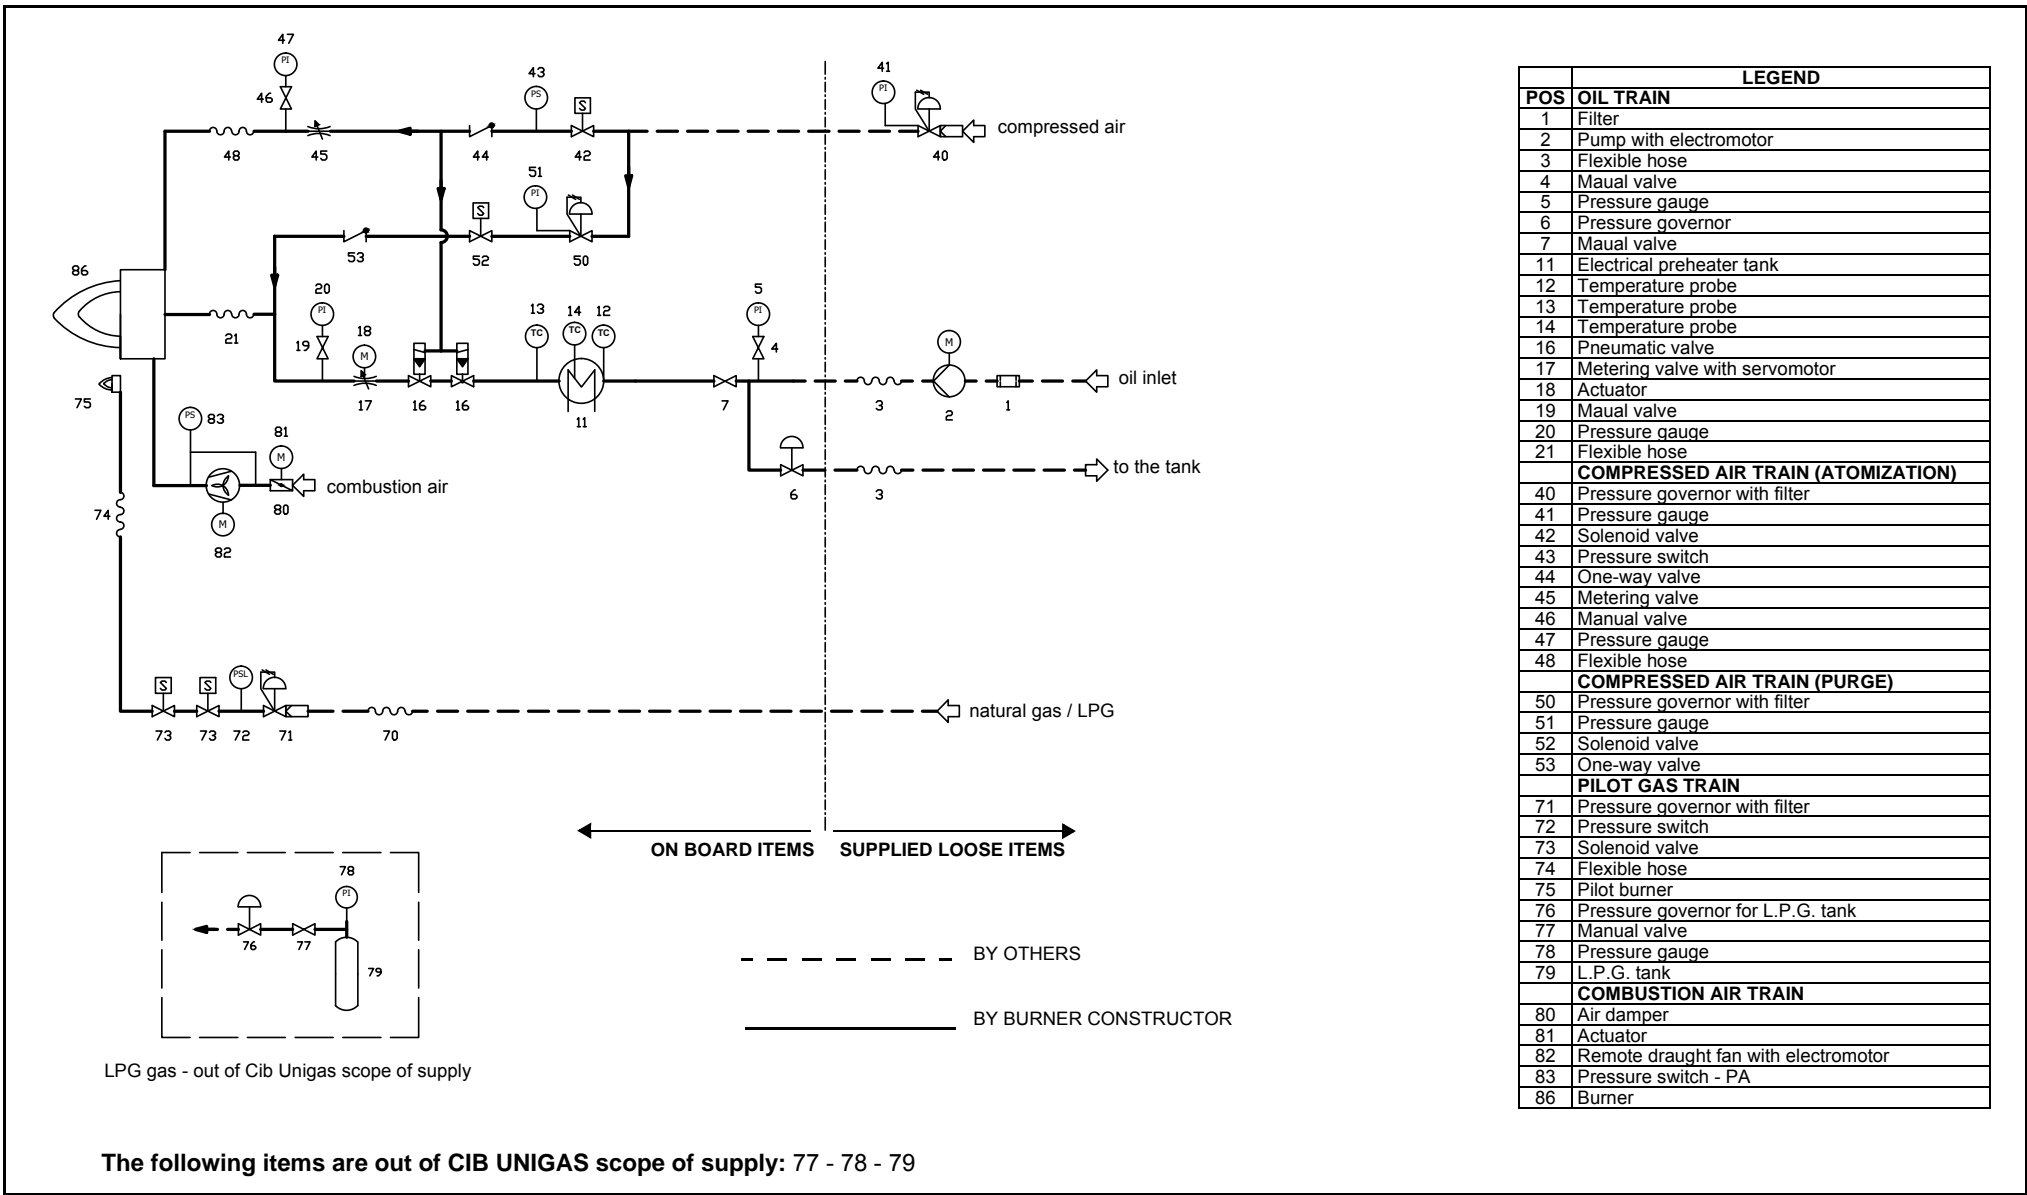 47
PI
46
48
45
44
43
PS
S
42
41
PI
40
compressed air
51
PI
S
53
52
50
86
20
PI
19
18
M
21
17
16
16
13
TC
14
TC
12
TC
11
5
PI
4
7
M
3
2
1
oil inlet
6
3
to the tank
75
PS
83
81
M
80
combustion air
M
82
74
S
S
PSL
73
73
72
71
70
natural gas / LPG
ON BOARD ITEMS
SUPPLIED LOOSE ITEMS
78
PI
76
77
79
LPG gas - out of Cib Unigas scope of supply
BY OTHERS
BY BURNER CONSTRUCTOR
The following items are out of CIB UNIGAS scope of supply: 77 - 78 - 79
LEGEND
POS OIL TRAIN
1 Filter
2 Pump with electromotor
3 Flexible hose
4 Maual valve
5 Pressure gauge
6 Pressure governor
7 Maual valve
11 Electrical preheater tank
12 Temperature probe
13 Temperature probe
14 Temperature probe
16 Pneumatic valve
17 Metering valve with servomotor
18 Actuator
19 Maual valve
20 Pressure gauge
21 Flexible hose
COMPRESSED AIR TRAIN (ATOMIZATION)
40 Pressure governor with filter
41 Pressure gauge
42 Solenoid valve
43 Pressure switch
44 One-way valve
45 Metering valve
46 Manual valve
47 Pressure gauge
48 Flexible hose
COMPRESSED AIR TRAIN (PURGE)
50 Pressure governor with filter
51 Pressure gauge
52 Solenoid valve
53 One-way valve
PILOT GAS TRAIN
71 Pressure governor with filter
72 Pressure switch
73 Solenoid valve
74 Flexible hose
75 Pilot burner
76 Pressure governor for L.P.G. tank
77 Manual valve
78 Pressure gauge
79 L.P.G. tank
COMBUSTION AIR TRAIN
80 Air damper
81 Actuator
82 Remote draught fan with electromotor
83 Pressure switch - PA
86 Burner